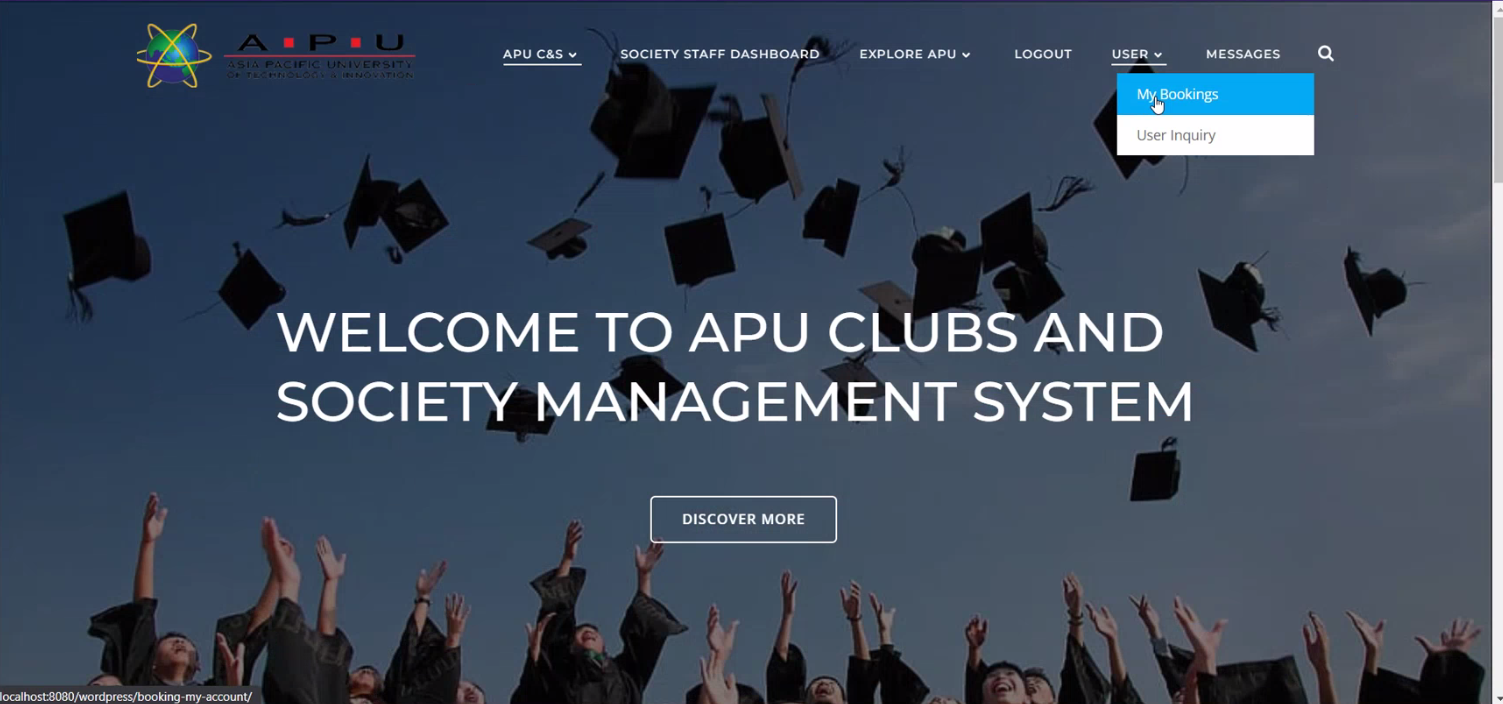 A P U
ASIA PACIFIC UNIVERSITY
OF TECHNOLOGY & INNOVATION
APU C&S
SOCIETY STAFF DASHBOARD
EXPLORE APU
LOGOUT
USER
MESSAGES
My Bookings
User Inquiry
WELCOME TO APU CLUBS AND
SOCIETY MANAGEMENT SYSTEM
DISCOVER MORE
localhost:8080/wordpress/booking-my-account/